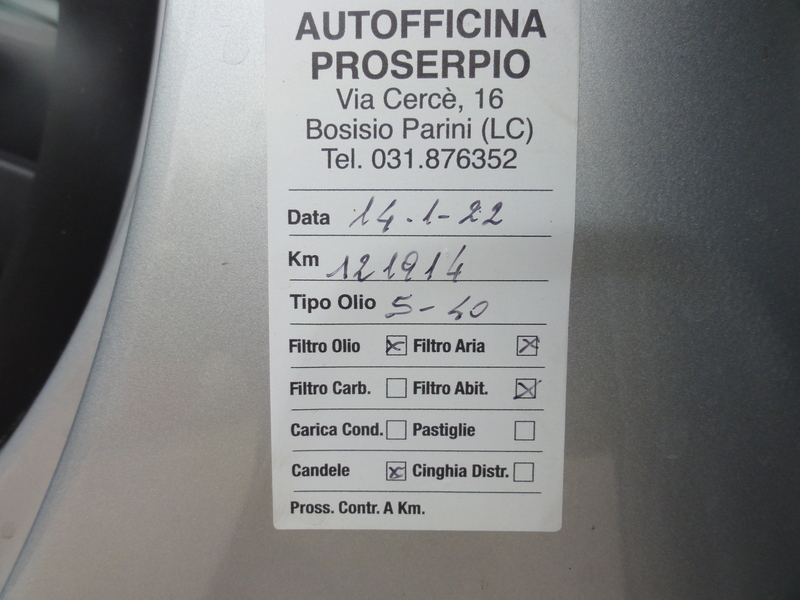 AUTOFFICINA
PROSERPIO
Via Cercè, 16
Bosisio Parini (LC)
Tel. 031.876352
Data 14-1-22
Km 121914
Tipo Olio 5-40
Filtro Olio Filtro Aria
Filtro Carb. Filtro Abit.
Carica Cond. Pastiglie
Candele Cinghia Distr.
Pross. Contr. A Km.